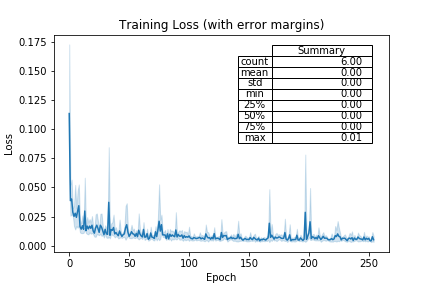 Training Loss (with error margins)
Summary
count 6.00
mean 0.00
std 0.00
min 0.00
25% 0.00
50% 0.00
75% 0.00
max 0.01
Loss
0.175
0.150
0.125
0.100
0.075
0.050
0.025
0.000
0 50 100 150 200 250
Epoch